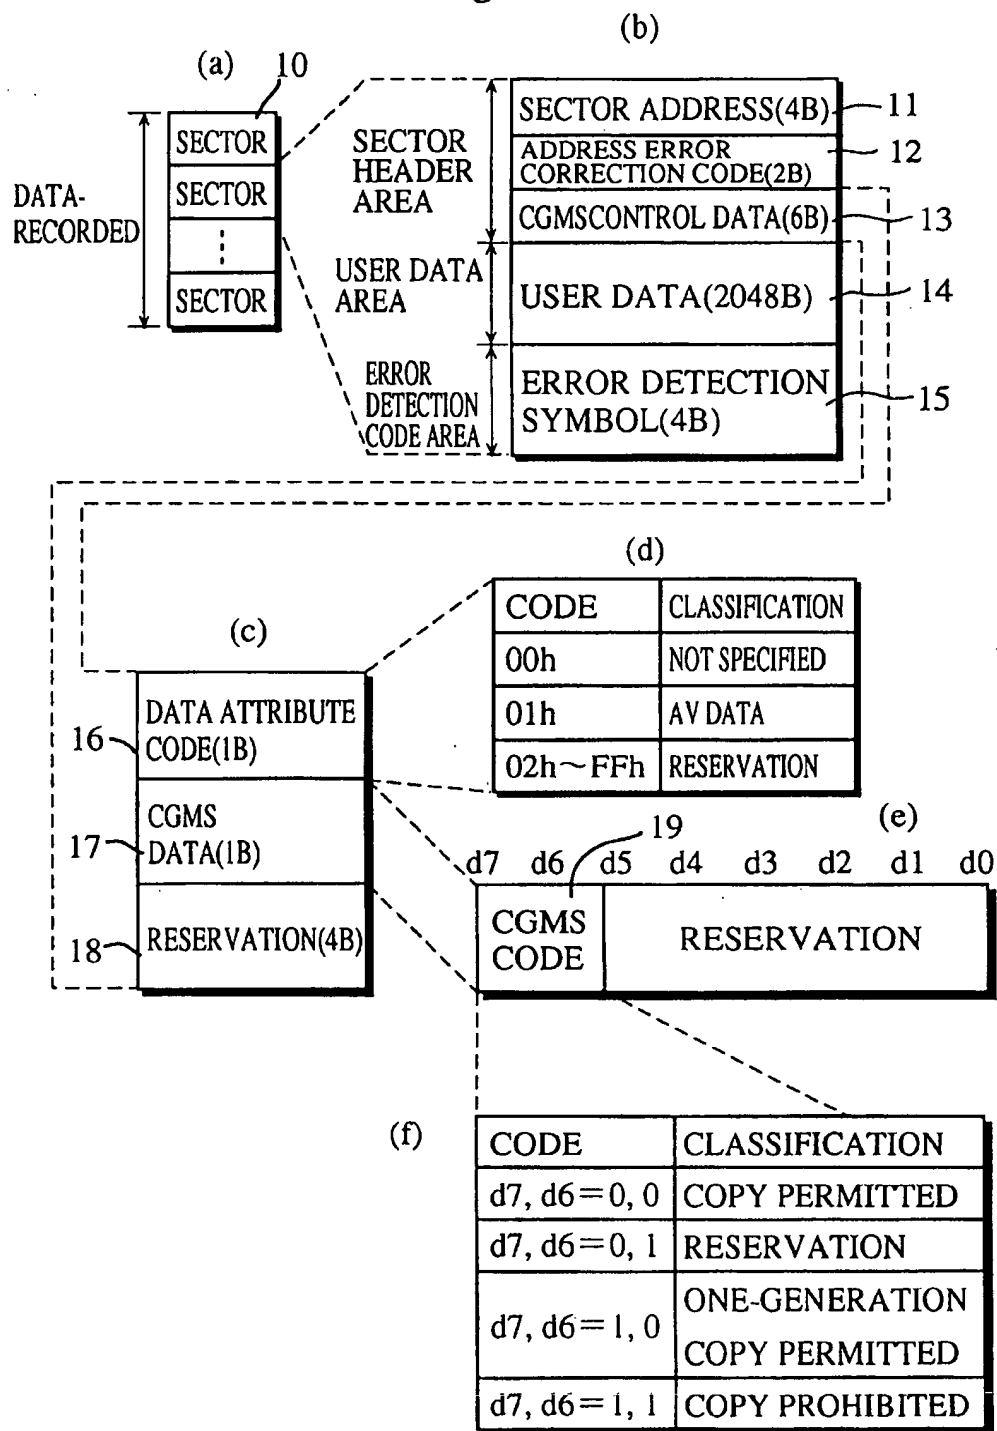 (b)
(a)
10
SECTOR
SECTOR
SECTOR
DATA-
RECORDED
SECTOR
HEADER
AREA
USER DATA
AREA
ERROR
DETECTION
CODE AREA
SECTOR ADDRESS(4B)
11
ADDRESS ERROR
CORRECTION CODE(2B)
12
CGMSCONTROL DATA(6B)
13
USER DATA(2048B)
14
ERROR DETECTION
SYMBOL(4B)
15
(d)
CODE CLASSIFICATION
00h NOT SPECIFIED
01h AV DATA
02h~FFh RESERVATION
(c)
DATA ATTRIBUTE
CODE(1B)
16
CGMS
DATA(1B)
17
RESERVATION(4B)
18
(e)
19
d7 d6 d5 d4 d3 d2 d1 d0
CGMS
CODE
RESERVATION
(f)
CODE CLASSIFICATION
d7, d6=0, 0 COPY PERMITTED
d7, d6=0, 1 RESERVATION
d7, d6=1, 0 ONE-GENERATION
COPY PERMITTED
d7, d6=1, 1 COPY PROHIBITED